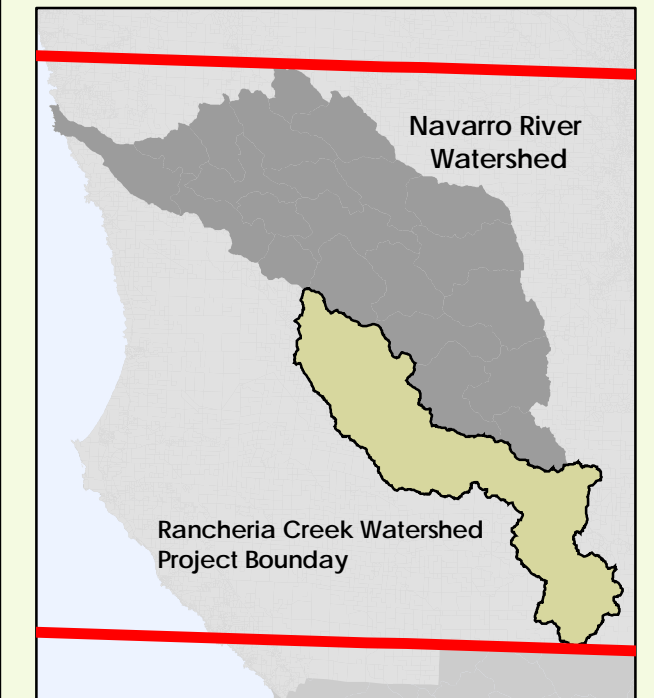 Navarro River
Watershed
Rancheria Creek Watershed
Project Bounday